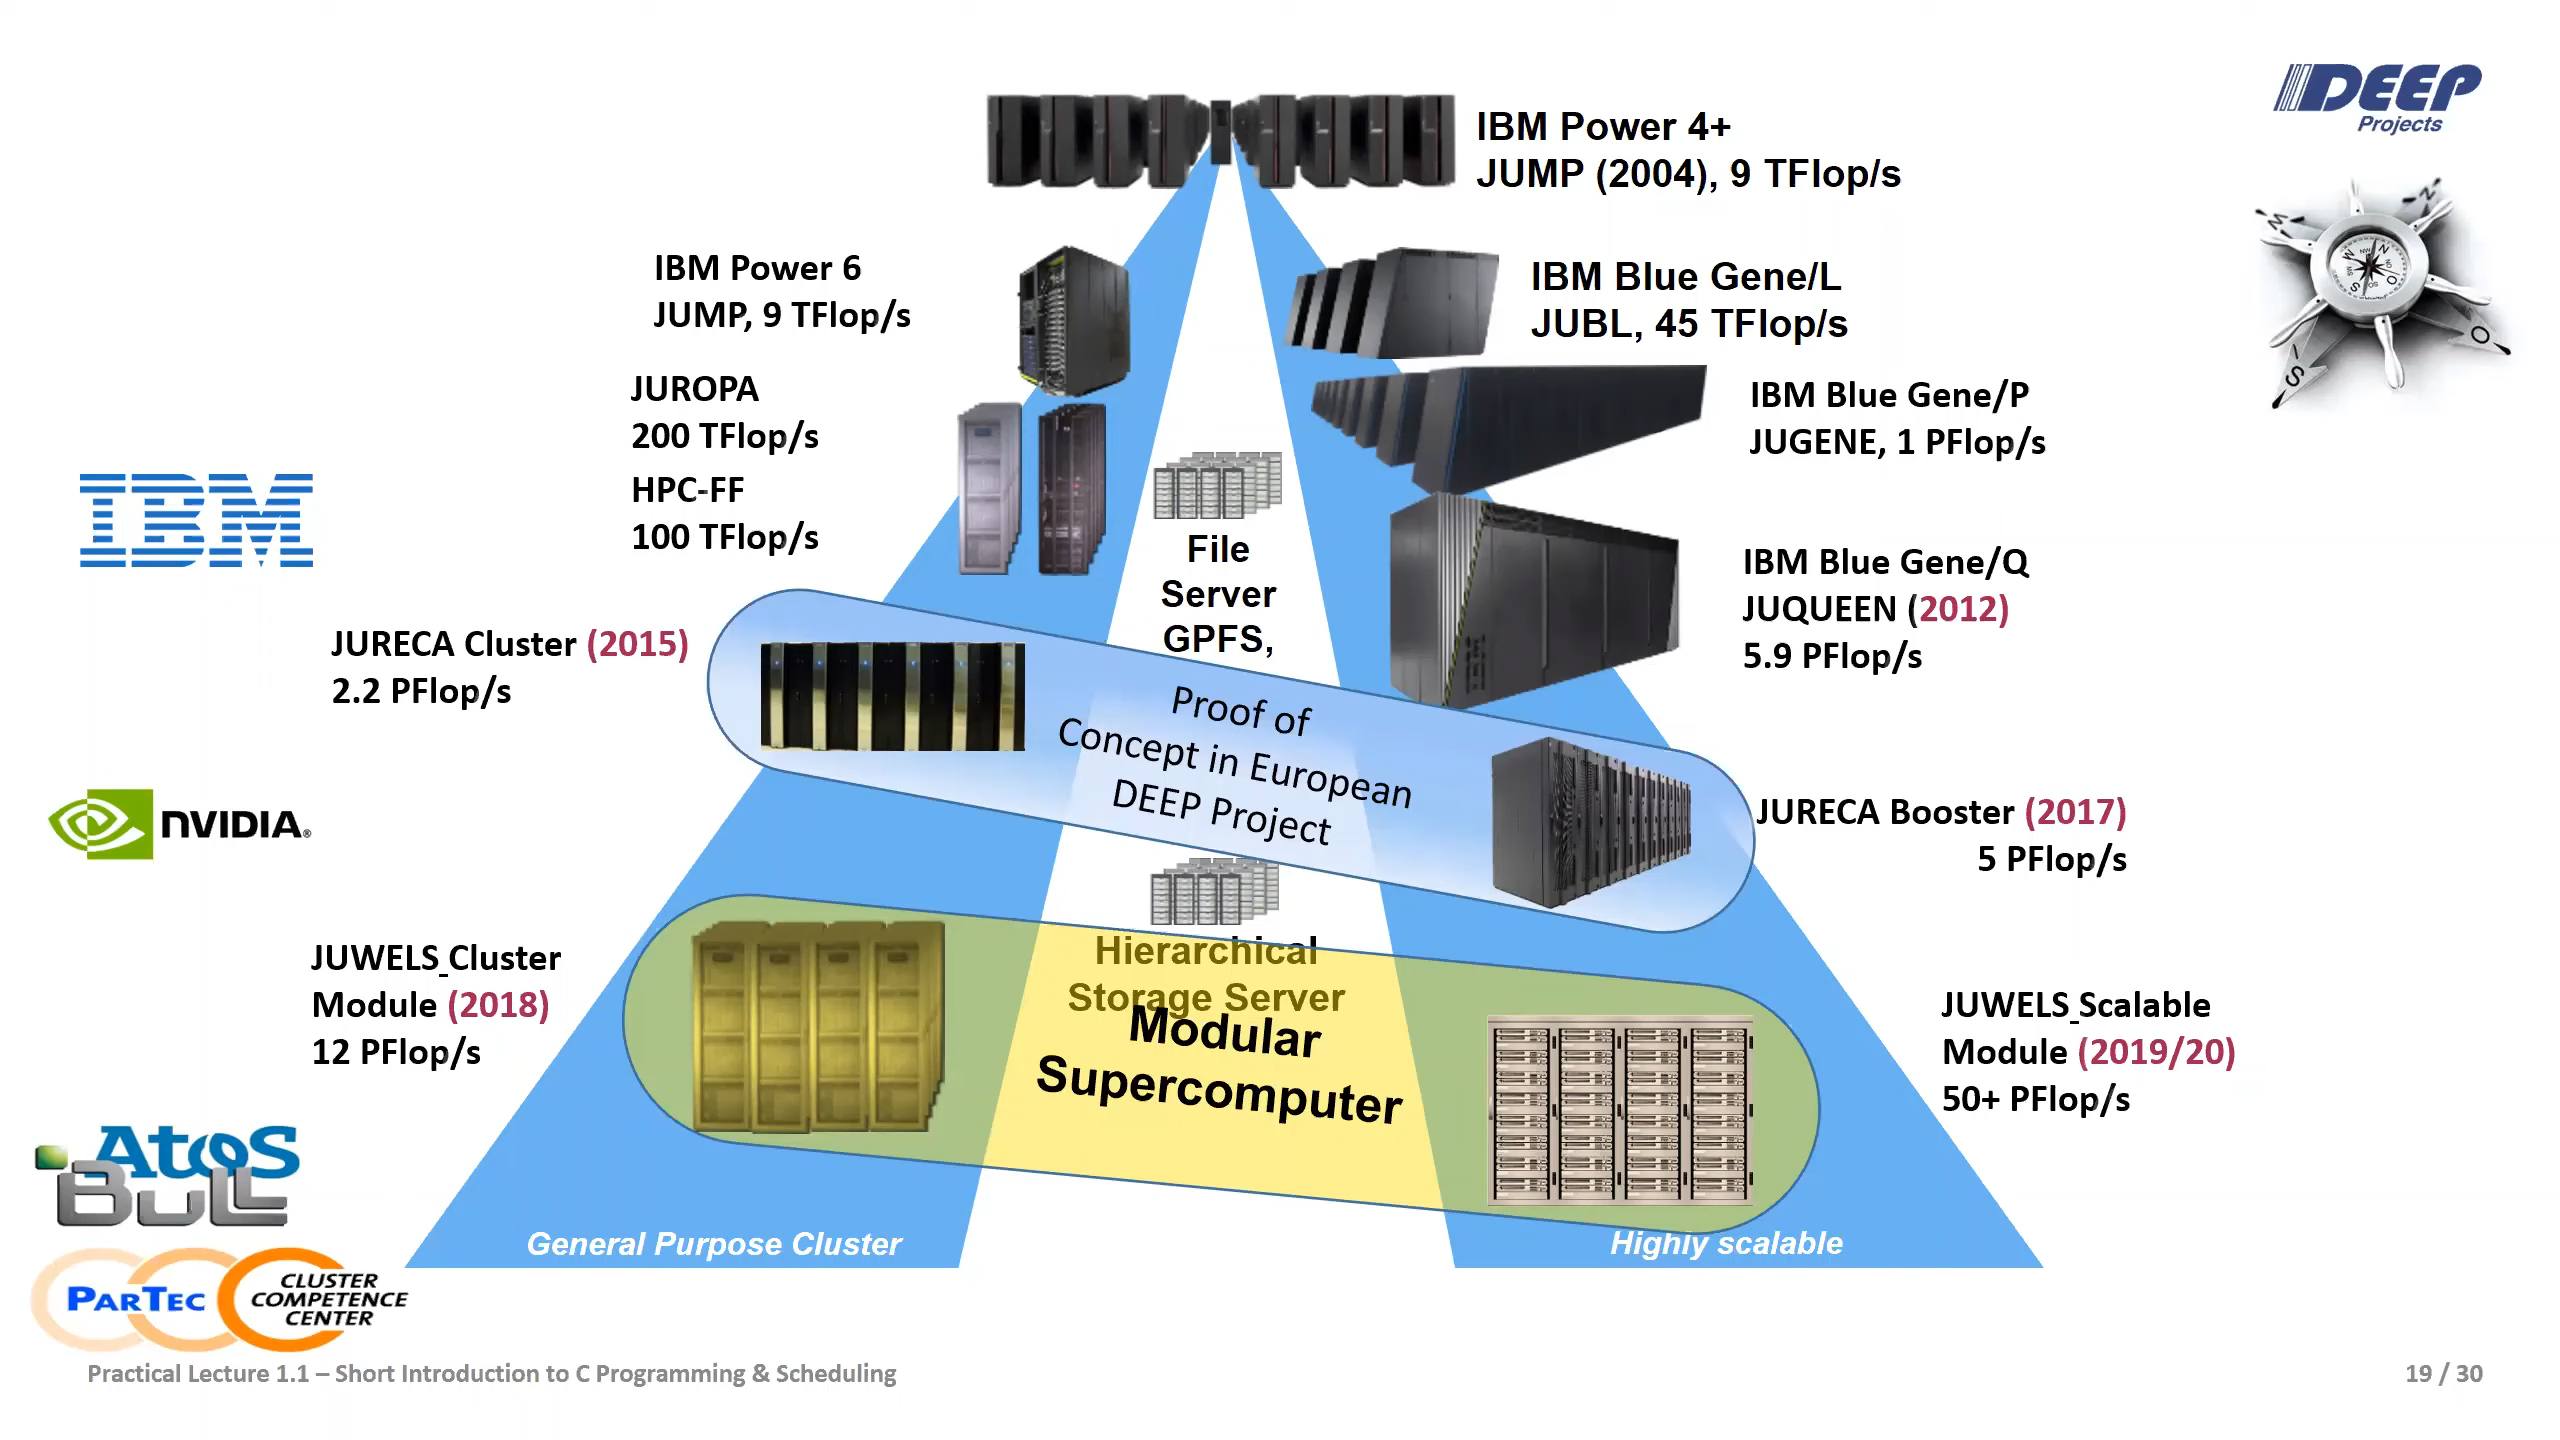 DEEP
Projects
IBM Power 4+
JUMP (2004), 9 TFlop/s
IBM Power 6
JUMP, 9 TFlop/s
IBM Blue Gene/L
JUBL, 45 TFlop/s
JUROPA
200 TFlop/s
HPC-FF
100 TFlop/s
IBM Blue Gene/P
JUGENE, 1 PFlop/s
IBM
File
Server
GPFS,
IBM Blue Gene/Q
JUQUEEN (2012)
5.9 PFlop/s
JURECA Cluster (2015)
2.2 PFlop/s
Proof of
Concept in European
DEEP Project
JURECA Booster (2017)
5 PFlop/s
NVIDIA®
JUWELS Cluster
Module (2018)
12 PFlop/s
Hierarchical
Storage Server
Modular
Supercomputer
JUWELS Scalable
Module (2019/20)
50+ PFlop/s
Atos
Bull
General Purpose Cluster
Highly scalable
ParTec
CLUSTER
COMPETENCE
CENTER
Practical Lecture 1.1 – Short Introduction to C Programming & Scheduling
19 / 30